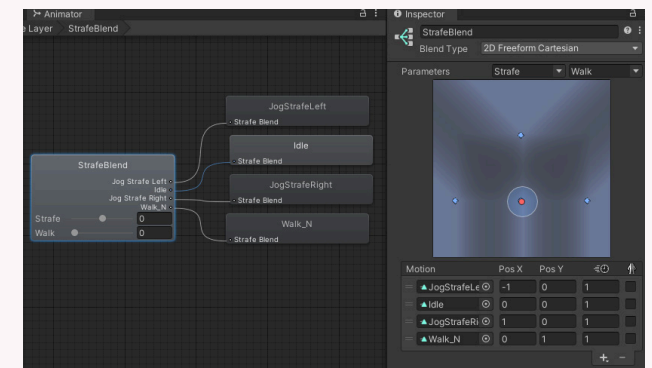 Animator
Layer
StrafeBlend
JogStrafeLeft
Strafe Blend
Idle
Strafe Blend
JogStrafeRight
Strafe Blend
Walk_N
Strafe Blend
StrafeBlend
Jog Strafe Left
Idle
Jog Strafe Right
Walk_N
Strafe 0
Walk 0
Inspector
StrafeBlend
Blend Type 2D Freeform Cartesian
Parameters Strafe Walk
Motion Pos X Pos Y
JogStrafeLe -1 0 1
Idle 0 0 1
JogStrafeRi 1 0 1
Walk_N 0 1 1
+ -